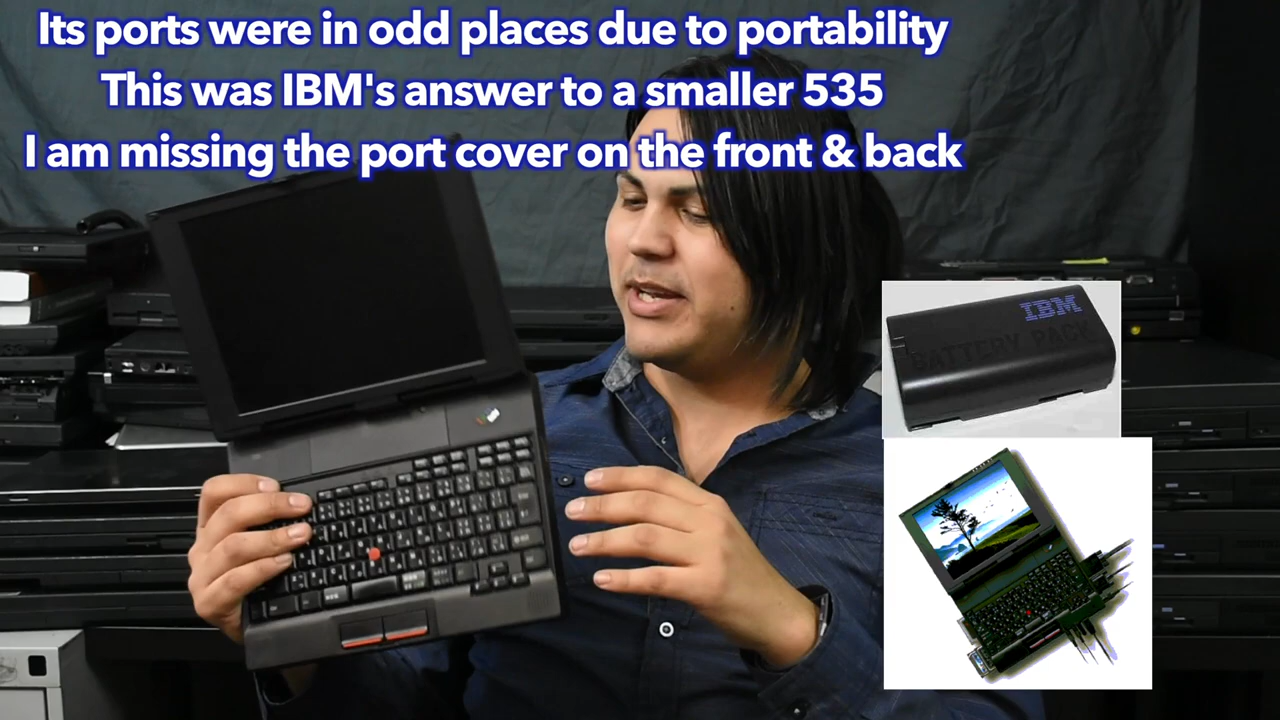 Its ports were in odd places due to portability
This was IBM's answer to a smaller 535
I am missing the port cover on the front & back
IBM
BATTERY PACK